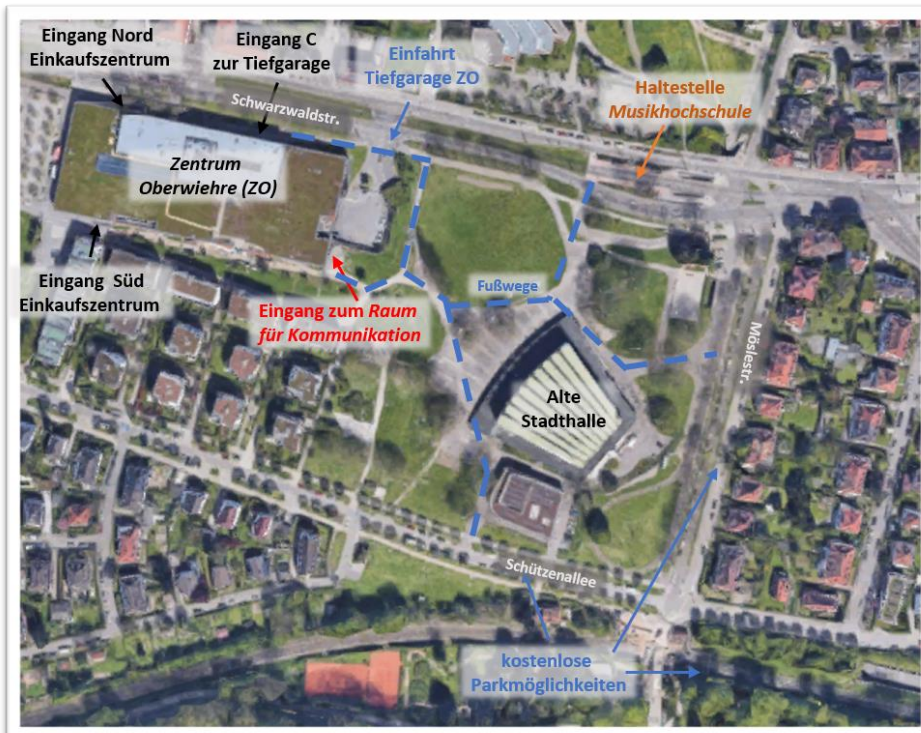 Eingang Nord
Einkaufszentrum
Eingang C
zur Tiefgarage
Einfahrt
Tiefgarage ZO
Schwarzwaldstr.
Haltestelle
Musikhochschule
Zentrum
Oberwiehre (ZO)
Eingang Süd
Einkaufszentrum
Eingang zum Raum
für Kommunikation
Fußwege
Möslestr.
Alte
Stadthalle
Schützenallee
kostenlose
Parkmöglichkeiten